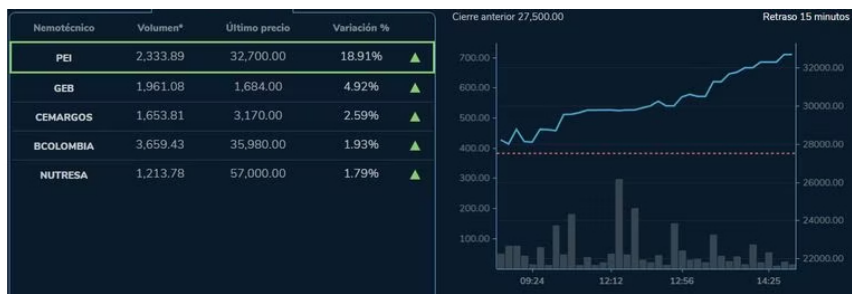 Nemotécnico Volumen* Último precio Variación %
PEI 2,333.89 32,700.00 18.91%
GEB 1,961.08 1,684.00 4.92%
CEMARGOS 1,653.81 3,170.00 2.59%
BCOLOMBIA 3,659.43 35,980.00 1.93%
NUTRESA 1,213.78 57,000.00 1.79%
Cierre anterior 27,500.00 Retraso 15 minutos
700.00
600.00
500.00
400.00
300.00
200.00
100.00
32000.00
30000.00
28000.00
26000.00
24000.00
22000.00
09:24 12:12 12:56 14:25